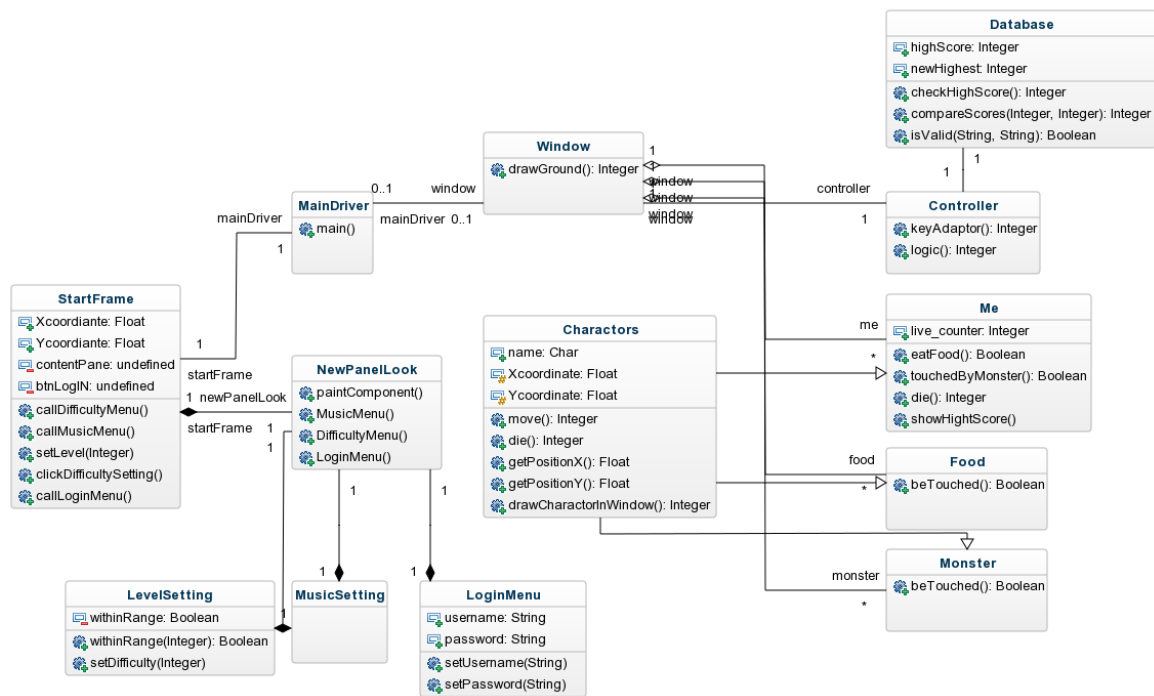 Database
highScore: Integer
newHighest: Integer
checkHighScore(): Integer
compareScores(Integer, Integer): Integer
isValid(String, String): Boolean
1
1
Window
drawGround(): Integer
1
window
1
window
window
window
controller
1
Controller
keyAdaptor(): Integer
logic(): Integer
0..1
window
mainDriver 0..1
MainDriver
main()
mainDriver
1
StartFrame
Xcoordiante: Float
Ycoordinate: Float
contentPane: undefined
btnLogIN: undefined
callDifficultyMenu()
callMusicMenu()
setLevel(Integer)
clickDifficultySetting()
callLoginMenu()
1
startFrame
1 newPanelLook
startFrame 1
1
NewPanelLook
paintComponent()
MusicMenu()
DifficultyMenu()
LoginMenu()
1
1
Charactors
name: Char
Xcoordinate: Float
Ycoordinate: Float
move(): Integer
die(): Integer
getPositionX(): Float
getPositionY(): Float
drawCharactorInWindow(): Integer
me
*
Me
live_counter: Integer
eatFood(): Boolean
touchedByMonster(): Boolean
die(): Integer
showHightScore()
food
*
Food
beTouched(): Boolean
monster
*
Monster
beTouched(): Boolean
LevelSetting
withinRange: Boolean
withinRange(Integer): Boolean
setDifficulty(Integer)
1
1
MusicSetting
1
LoginMenu
username: String
password: String
setUsername(String)
setPassword(String)